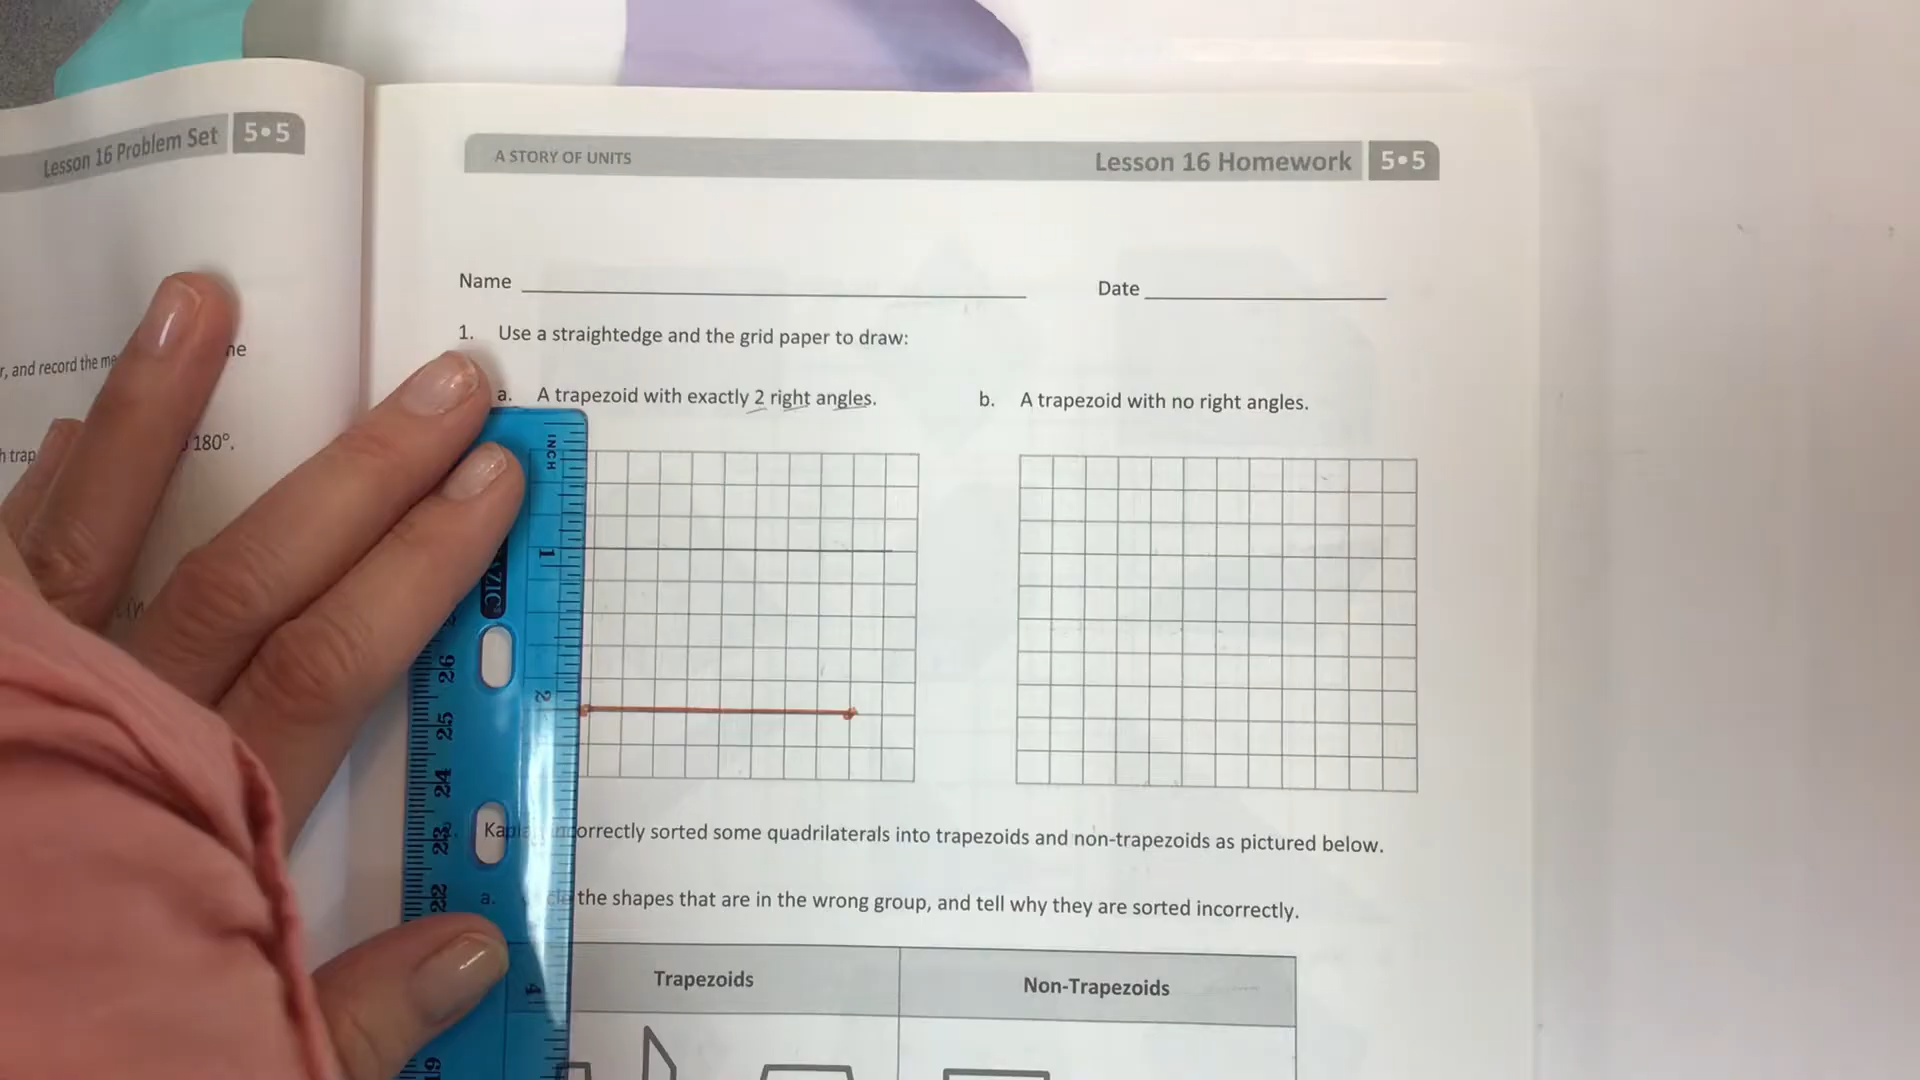 Lesson 16 Problem Set 5•5
r, and record the
180°.
h trap
A STORY OF UNITS
Lesson 16 Homework 5•5
Name
Date
1. Use a straightedge and the grid paper to draw:
a. A trapezoid with exactly 2 right angles.
b. A trapezoid with no right angles.
INCH
1
2
4
26
25
24
23
22
incorrectly sorted some quadrilaterals into trapezoids and non-trapezoids as pictured below.
a. the shapes that are in the wrong group, and tell why they are sorted incorrectly.
Trapezoids
Non-Trapezoids